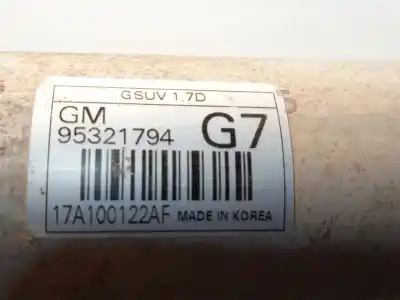 GSUV 1.7D
GM
95321794
G7
17A100122AF MADE IN KOREA